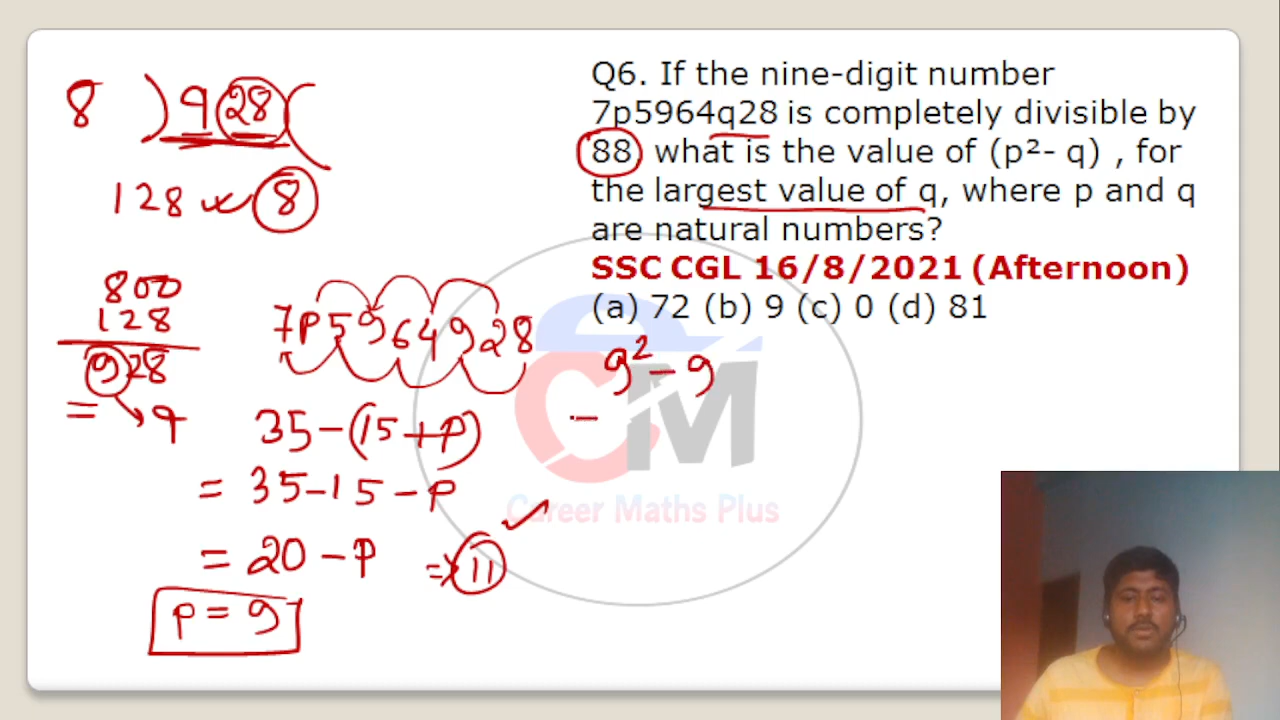 Q6. If the nine-digit number
7p5964q28 is completely divisible by
88, what is the value of (p²- q) , for
the largest value of q, where p and q
are natural numbers?
SSC CGL 16/8/2021 (Afternoon)
(a) 72 (b) 9 (c) 0 (d) 81
8 ) 9 28 (
128 8
800
128
928
= 9
7p5964928
35-(15+p)
= 35-15-p
= 20-p => 11
p = 9
9²-9
=
CM
Career Maths Plus